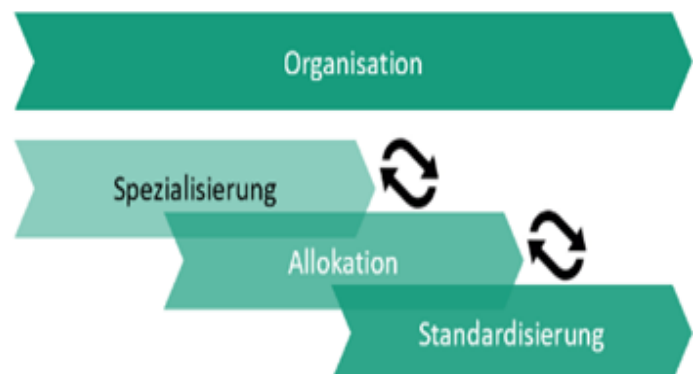 Organisation
Spezialisierung
Allokation
Standardisierung